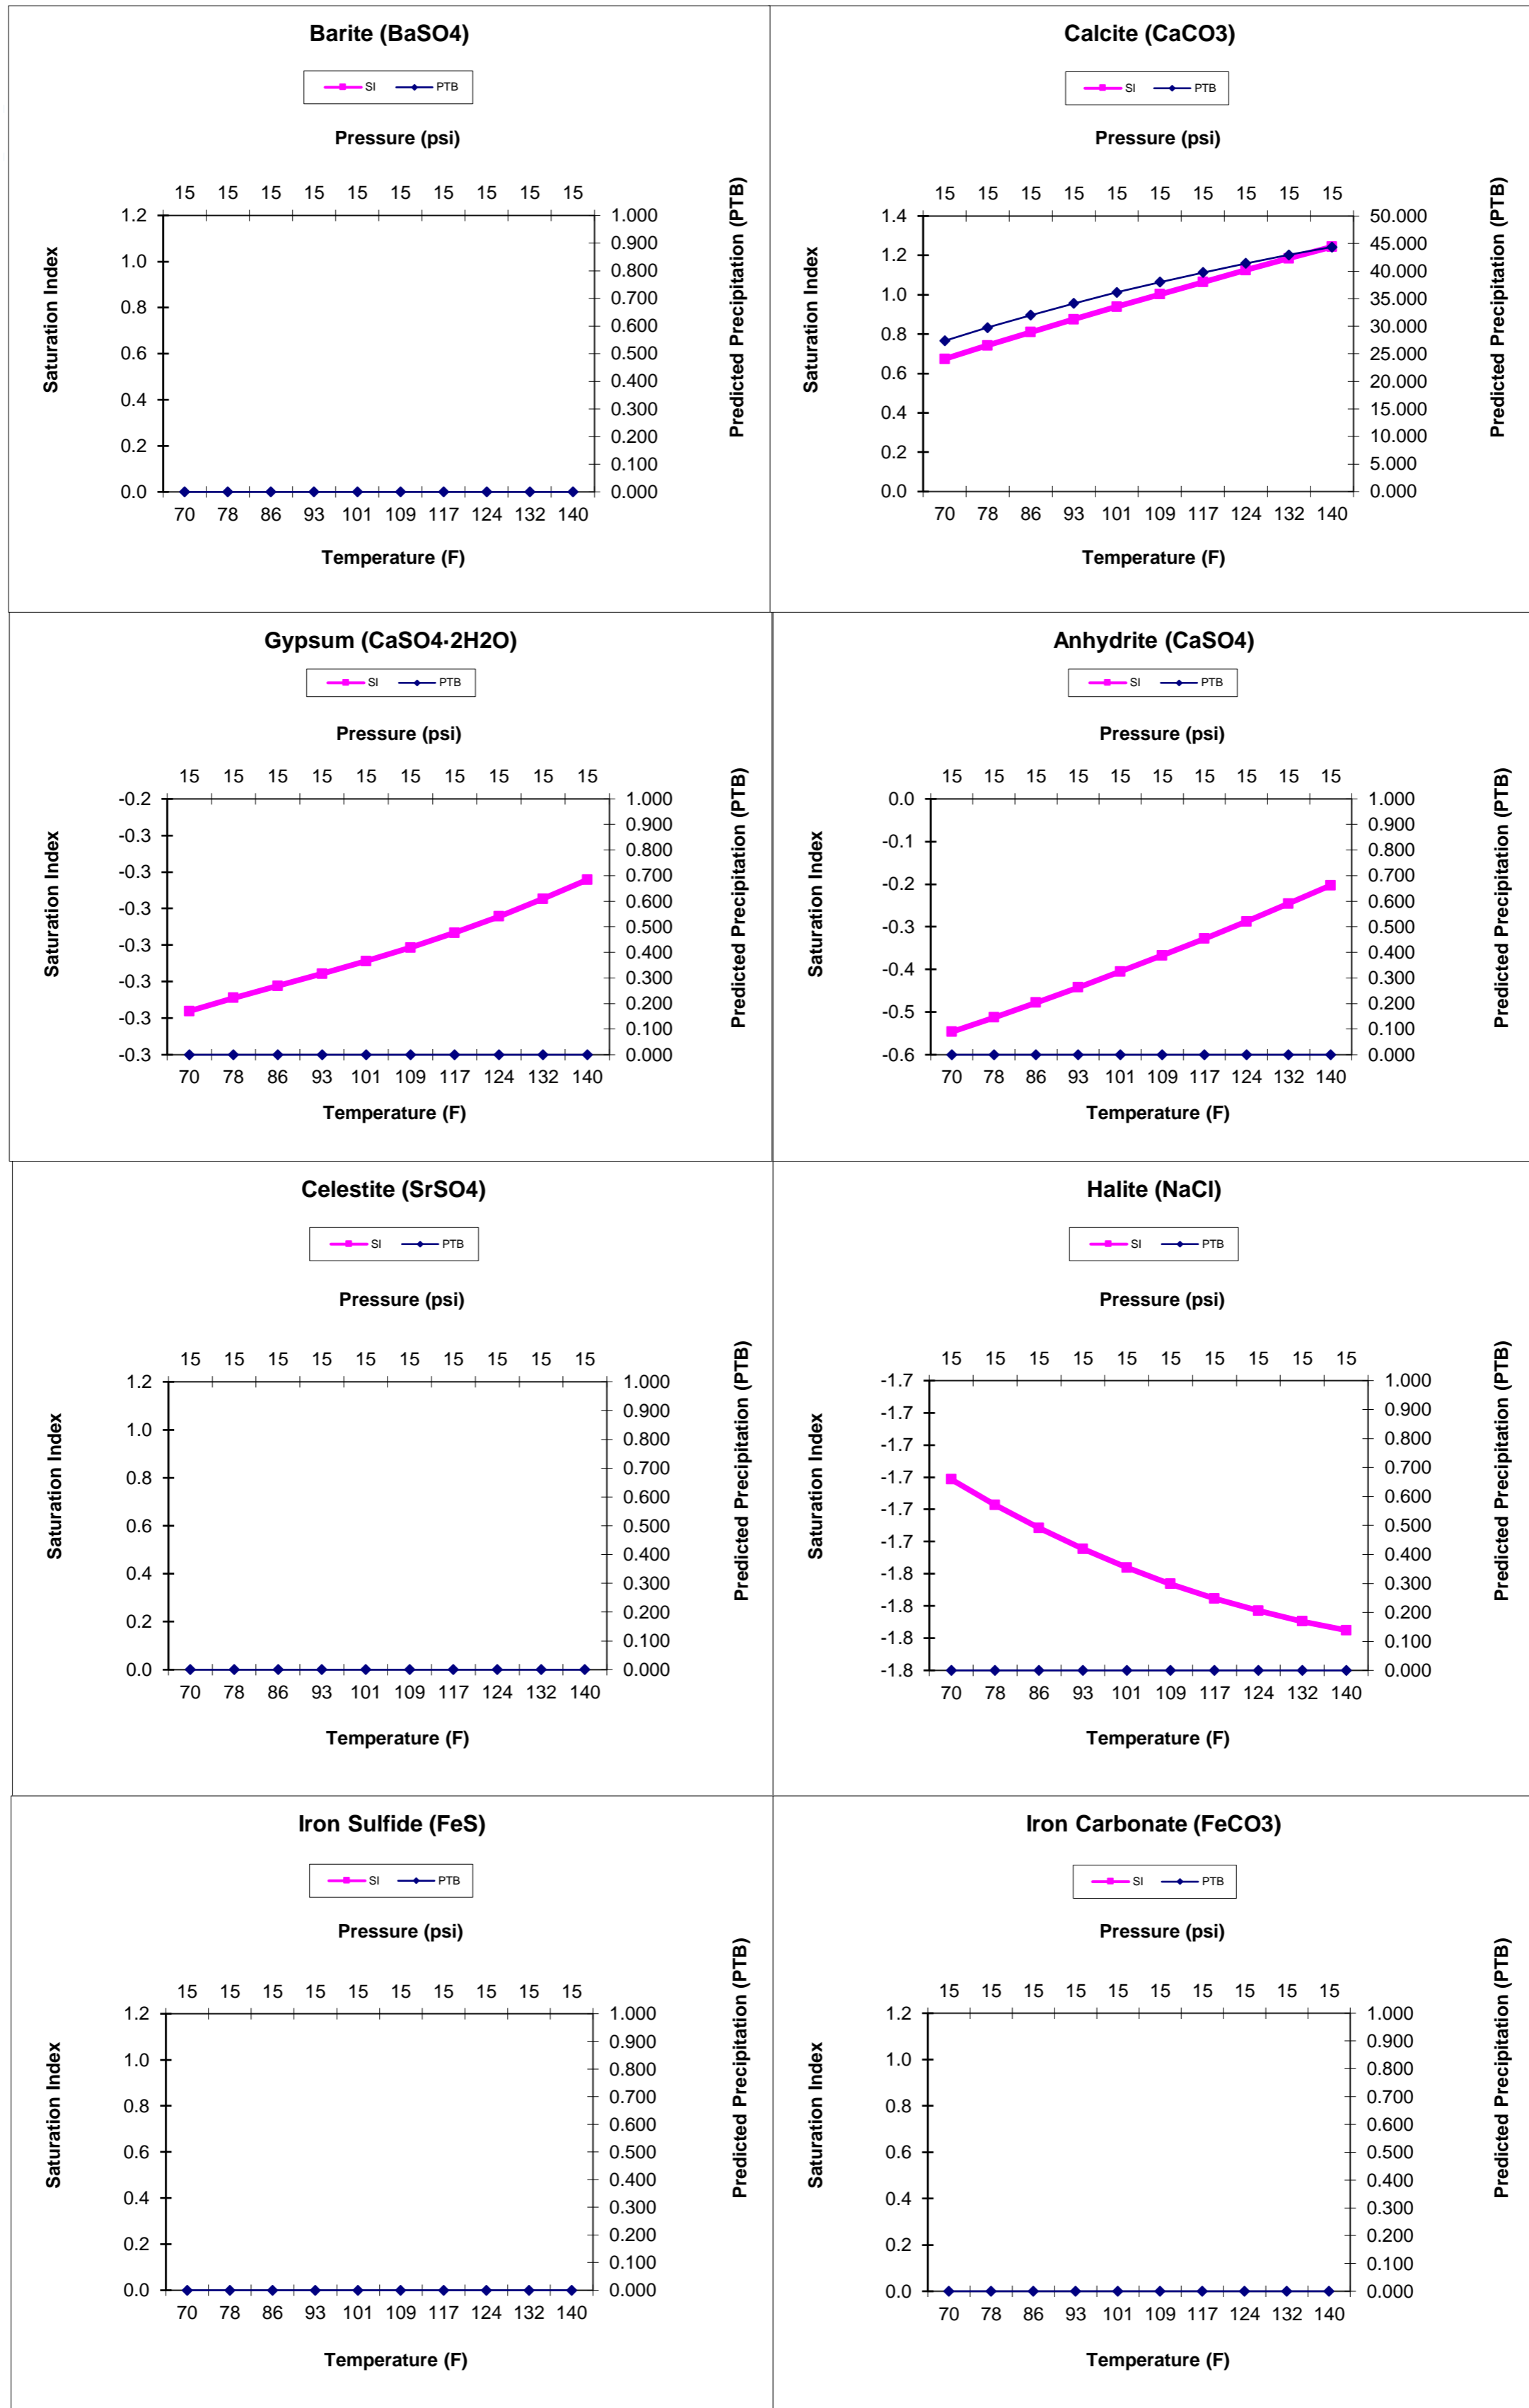 Barite (BaSO4)
SI PTB
Pressure (psi)
15 15 15 15 15 15 15 15 15 15
Saturation Index
1.2
1.0
0.8
0.6
0.4
0.2
0.0
Predicted Precipitation (PTB)
1.000
0.900
0.800
0.700
0.600
0.500
0.400
0.300
0.200
0.100
0.000
70 78 86 93 101 109 117 124 132 140
Temperature (F)
Calcite (CaCO3)
SI PTB
Pressure (psi)
15 15 15 15 15 15 15 15 15 15
Saturation Index
1.4
1.2
1.0
0.8
0.6
0.4
0.2
0.0
Predicted Precipitation (PTB)
50.000
45.000
40.000
35.000
30.000
25.000
20.000
15.000
10.000
5.000
0.000
70 78 86 93 101 109 117 124 132 140
Temperature (F)
Gypsum (CaSO4·2H2O)
SI PTB
Pressure (psi)
15 15 15 15 15 15 15 15 15 15
Saturation Index
-0.2
-0.3
-0.3
-0.3
-0.3
-0.3
-0.3
-0.3
Predicted Precipitation (PTB)
1.000
0.900
0.800
0.700
0.600
0.500
0.400
0.300
0.200
0.100
0.000
70 78 86 93 101 109 117 124 132 140
Temperature (F)
Anhydrite (CaSO4)
SI PTB
Pressure (psi)
15 15 15 15 15 15 15 15 15 15
Saturation Index
0.0
-0.1
-0.2
-0.3
-0.4
-0.5
-0.6
Predicted Precipitation (PTB)
1.000
0.900
0.800
0.700
0.600
0.500
0.400
0.300
0.200
0.100
0.000
70 78 86 93 101 109 117 124 132 140
Temperature (F)
Celestite (SrSO4)
SI PTB
Pressure (psi)
15 15 15 15 15 15 15 15 15 15
Saturation Index
1.2
1.0
0.8
0.6
0.4
0.2
0.0
Predicted Precipitation (PTB)
1.000
0.900
0.800
0.700
0.600
0.500
0.400
0.300
0.200
0.100
0.000
70 78 86 93 101 109 117 124 132 140
Temperature (F)
Halite (NaCl)
SI PTB
Pressure (psi)
15 15 15 15 15 15 15 15 15 15
Saturation Index
-1.7
-1.7
-1.7
-1.7
-1.7
-1.7
-1.8
-1.8
-1.8
-1.8
Predicted Precipitation (PTB)
1.000
0.900
0.800
0.700
0.600
0.500
0.400
0.300
0.200
0.100
0.000
70 78 86 93 101 109 117 124 132 140
Temperature (F)
Iron Sulfide (FeS)
SI PTB
Pressure (psi)
15 15 15 15 15 15 15 15 15 15
Saturation Index
1.2
1.0
0.8
0.6
0.4
0.2
0.0
Predicted Precipitation (PTB)
1.000
0.900
0.800
0.700
0.600
0.500
0.400
0.300
0.200
0.100
0.000
70 78 86 93 101 109 117 124 132 140
Temperature (F)
Iron Carbonate (FeCO3)
SI PTB
Pressure (psi)
15 15 15 15 15 15 15 15 15 15
Saturation Index
1.2
1.0
0.8
0.6
0.4
0.2
0.0
Predicted Precipitation (PTB)
1.000
0.900
0.800
0.700
0.600
0.500
0.400
0.300
0.200
0.100
0.000
70 78 86 93 101 109 117 124 132 140
Temperature (F)